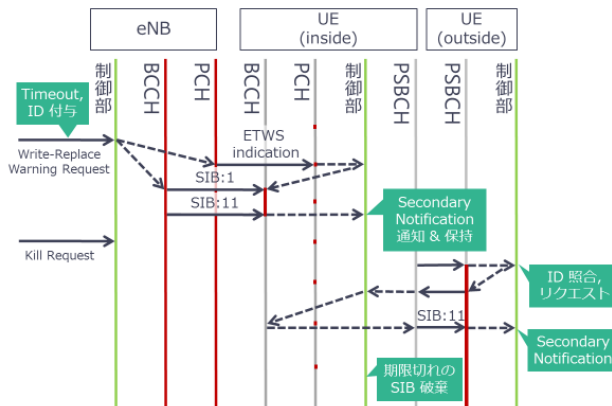 eNB
UE
(inside)
UE
(outside)
制御部
BCCH
PCH
BCCH
PCH
制御部
PSBCH
PSBCH
制御部
Timeout,
ID 付与
Write-Replace
Warning Request
ETWS
indication
SIB:1
SIB:11
Secondary
Notification
通知 & 保持
Kill Request
ID 照合,
リクエスト
SIB:11
Secondary
Notification
期限切れの
SIB 破棄